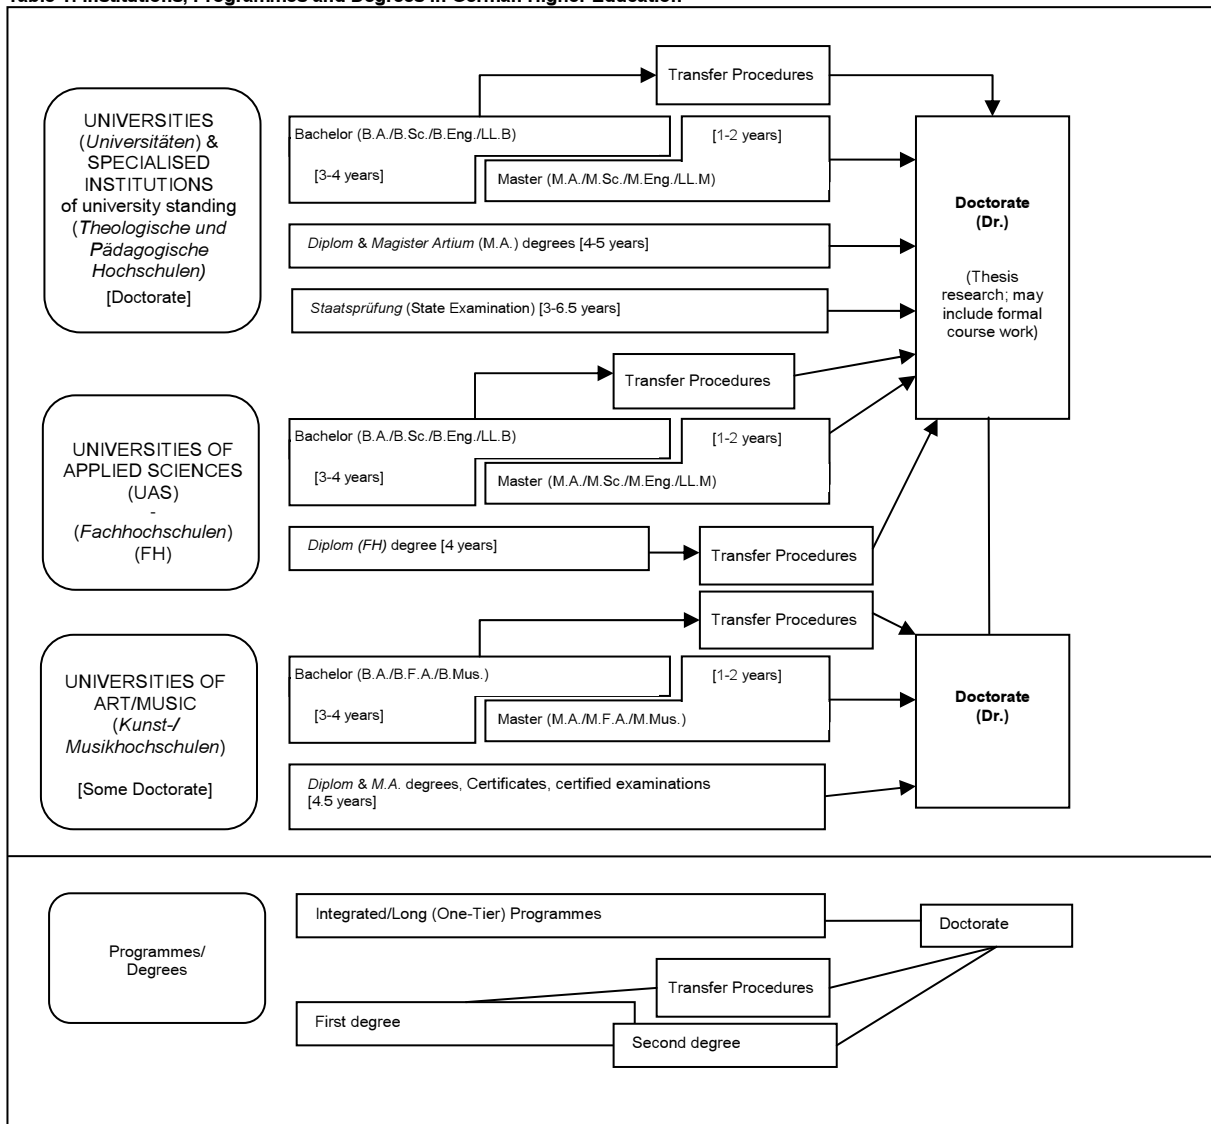 Table 1: Institutions, Programmes and Degrees in German Higher Education
Transfer Procedures
UNIVERSITIES
(Universitäten) &
SPECIALISED
INSTITUTIONS
of university standing
(Theologische und
Pädagogische
Hochschulen)
[Doctorate]
Bachelor (B.A./B.Sc./B.Eng./LL.B)
[3-4 years]
[1-2 years]
Master (M.A./M.Sc./M.Eng./LL.M)
Diplom & Magister Artium (M.A.) degrees [4-5 years]
Staatsprüfung (State Examination) [3-6.5 years]
Doctorate
(Dr.)
(Thesis
research; may
include formal
course work)
Transfer Procedures
UNIVERSITIES OF
APPLIED SCIENCES
(UAS)
-
(Fachhochschulen)
(FH)
Bachelor (B.A./B.Sc./B.Eng./LL.B)
[3-4 years]
[1-2 years]
Master (M.A./M.Sc./M.Eng./LL.M)
Diplom (FH) degree [4 years]
Transfer Procedures
Transfer Procedures
UNIVERSITIES OF
ART/MUSIC
(Kunst-/
Musikhochschulen)
[Some Doctorate]
Bachelor (B.A./B.F.A./B.Mus.)
[3-4 years]
[1-2 years]
Master (M.A./M.F.A./M.Mus.)
Diplom & M.A. degrees, Certificates, certified examinations
[4.5 years]
Doctorate
(Dr.)
Programmes/
Degrees
Integrated/Long (One-Tier) Programmes
Doctorate
Transfer Procedures
First degree
Second degree